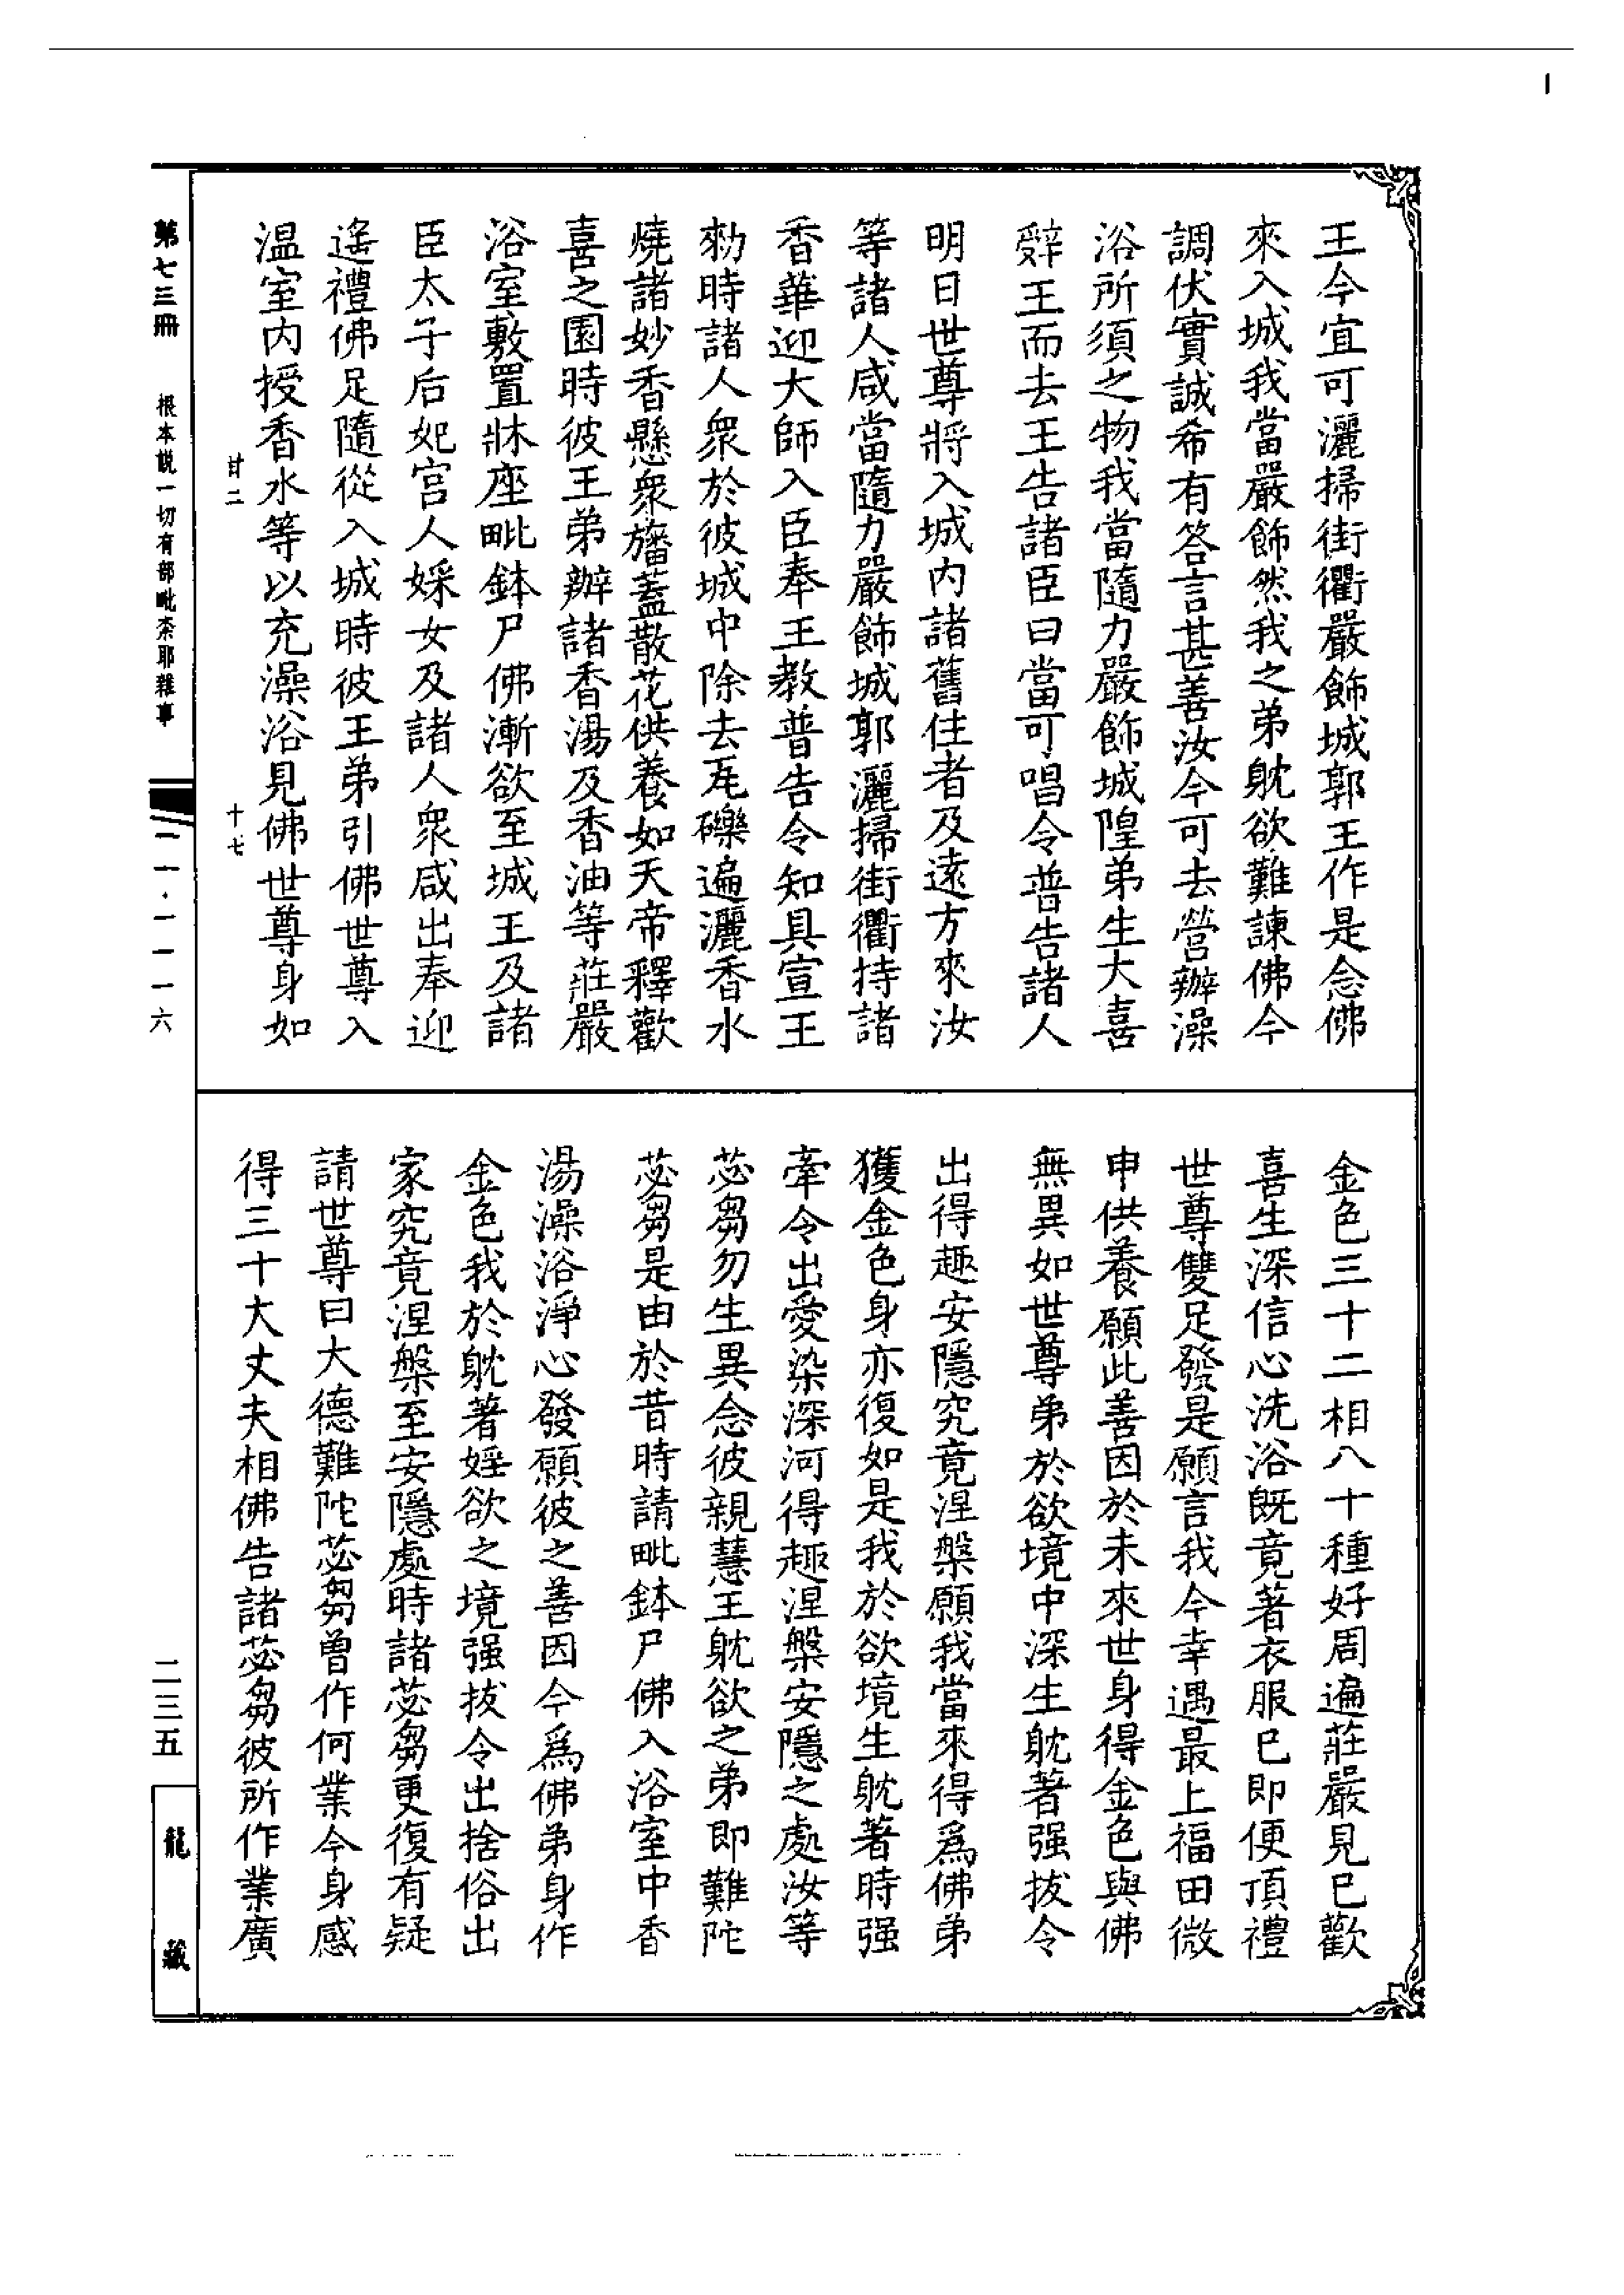 王今宜可灑掃街衢嚴飾城郭王作是念佛
來入城我當嚴飾然我之弟躭欲難諫佛今
調伏實誠希有答言甚善汝今可去營辦澡
浴所須之物我當隨力嚴飾城隍弟生大喜
辭王而去王告諸臣曰當可唱令普告諸人
明日世尊將入城內諸舊住者及遠方來汝
等諸人咸當隨力嚴飾城郭灑掃街衢持諸
香華迎大師入臣奉王教普告令知具宣王
勑時諸人衆於彼城中除去瓦礫遍灑香水
燒諸妙香懸衆旛蓋散花供養如天帝釋歡
喜之園時彼王弟辦諸香湯及香油等莊嚴
浴室敷置牀座毗鉢尸佛漸欲至城王及諸
臣太子后妃宫人婇女及諸人衆咸出奉迎
遙禮佛足隨從入城時彼王弟引佛世尊入
温室內授香水等以充澡浴見佛世尊身如
甘二
十七
金色三十二相八十種好周遍莊嚴見已歡
喜生深信心洗浴既竟著衣服已即便頂禮
世尊雙足發是願言我今幸遇最上福田微
申供養願此善因於未來世身得金色與佛
無異如世尊弟於欲境中深生躭著强拔令
出得趣安隱究竟涅槃願我當來得爲佛弟
獲金色身亦復如是我於欲境生躭著時强
牽令出愛染深河得趣涅槃安隱之處汝等
苾芻勿生異念彼親慧王躭欲之弟即難陀
苾芻是由於昔時請毗鉢尸佛入浴室中香
湯澡浴淨心發願彼之善因今爲佛弟身作
金色我於躭著婬欲之境强拔令出捨俗出
家究竟涅槃至安隱處時諸苾芻更復有疑
請世尊曰大德難陀苾芻曾作何業今身感
得三十大丈夫相佛告諸苾芻彼所作業廣
第七三冊
根本說一切有部毗柰耶雜事
二一·一一一六
二三五
龍藏
1